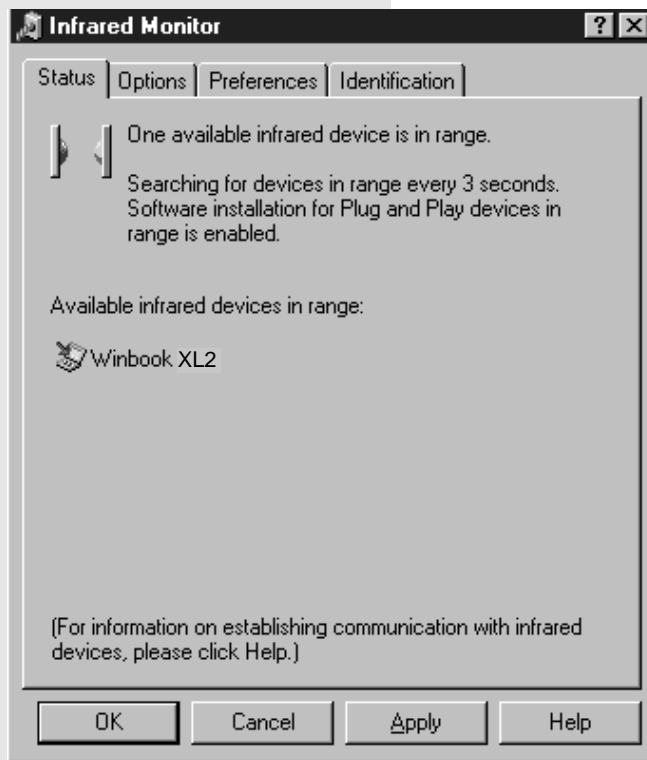 Infrared Monitor
Status Options Preferences Identification
One available infrared device is in range.
Searching for devices in range every 3 seconds.
Software installation for Plug and Play devices in
range is enabled.
Available infrared devices in range:
Winbook XL2
(For information on establishing communication with infrared
devices, please click Help.)
OK Cancel Apply Help